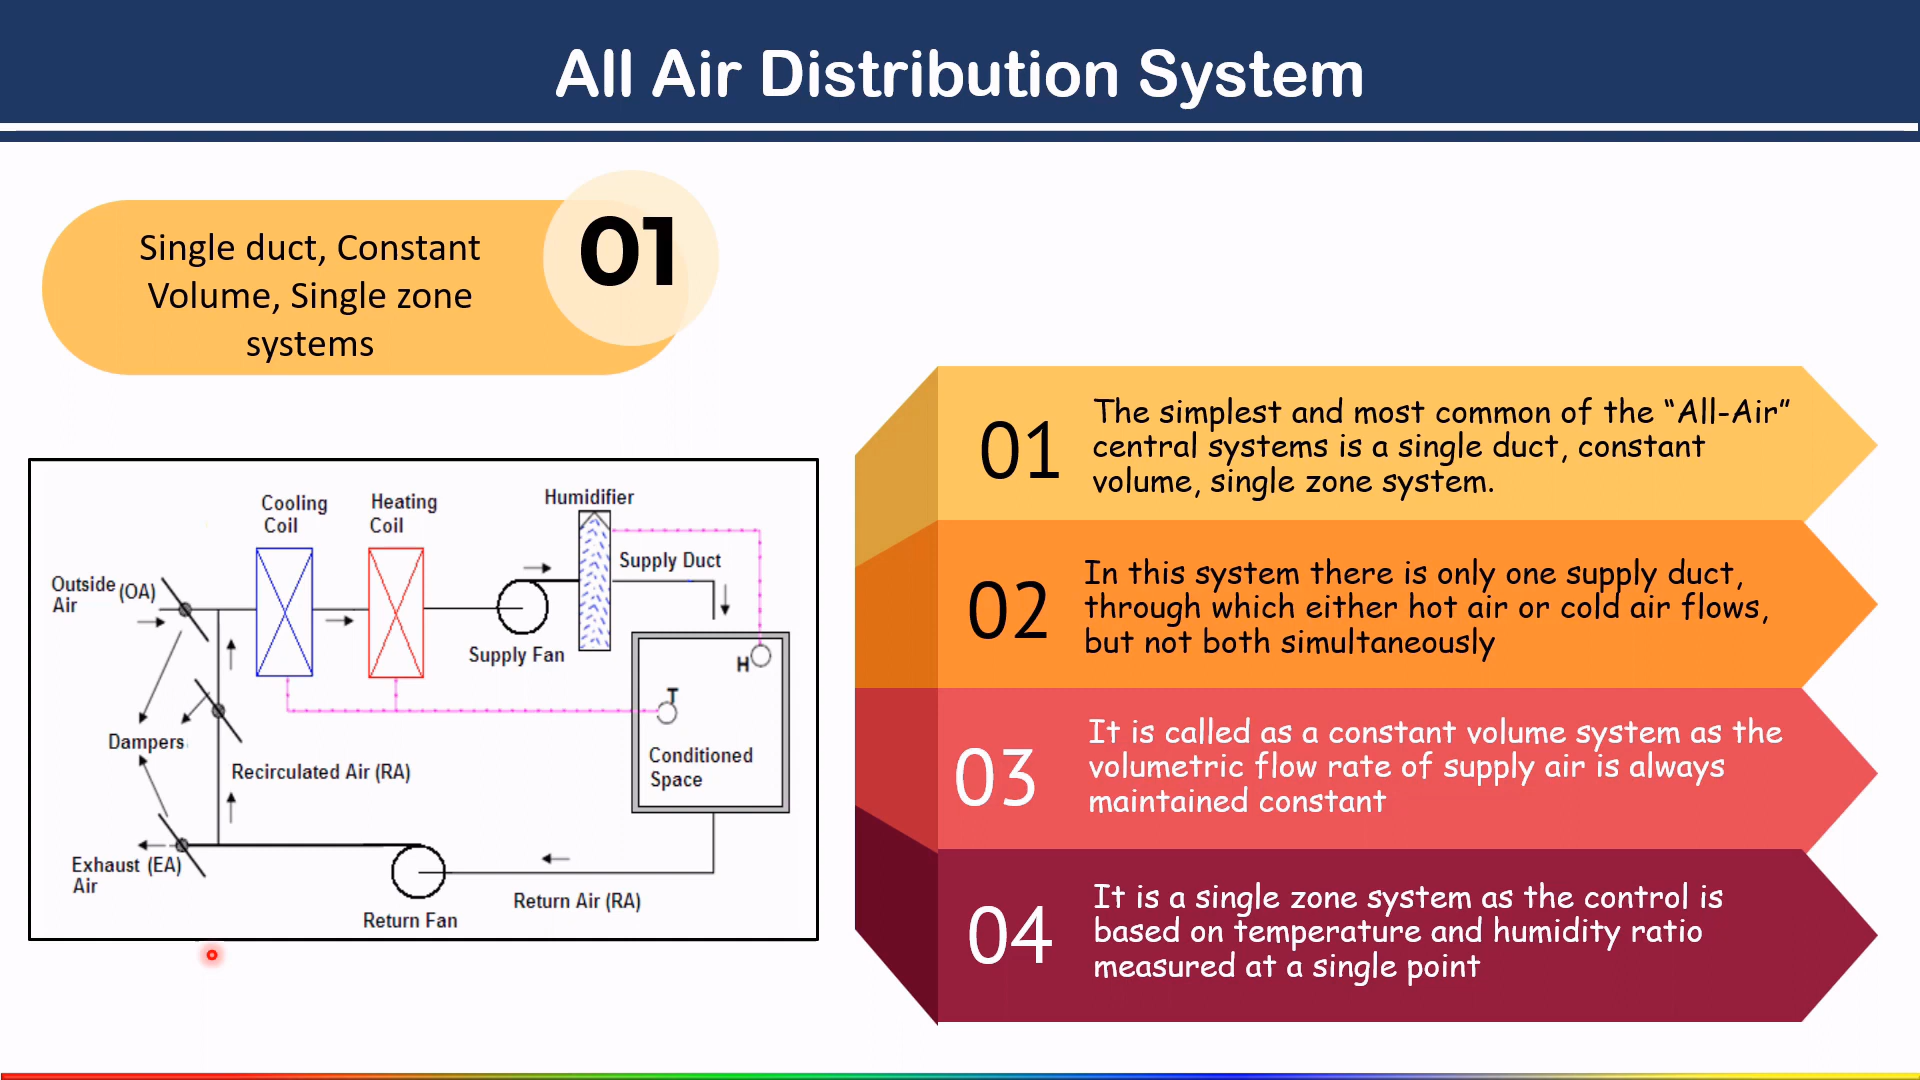 All Air Distribution System
Single duct, Constant
Volume, Single zone
systems
01
Cooling
Coil
Heating
Coil
Humidifier
Supply Duct
Outside
Air
(OA)
Supply Fan
H
T
Dampers
Conditioned
Space
Recirculated Air (RA)
Exhaust (EA)
Air
Return Air (RA)
Return Fan
01
The simplest and most common of the “All-Air”
central systems is a single duct, constant
volume, single zone system.
02
In this system there is only one supply duct,
through which either hot air or cold air flows,
but not both simultaneously
03
It is called as a constant volume system as the
volumetric flow rate of supply air is always
maintained constant
04
It is a single zone system as the control is
based on temperature and humidity ratio
measured at a single point